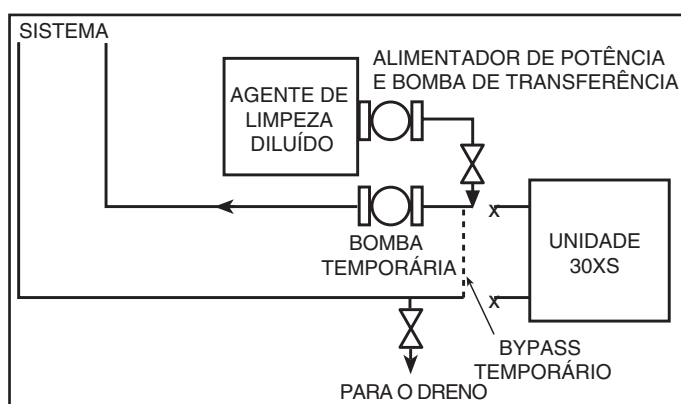 SISTEMA
ALIMENTADOR DE POTÊNCIA
E BOMBA DE TRANSFERÊNCIA
AGENTE DE
LIMPEZA
DILUÍDO
BOMBA
TEMPORÁRIA
x
x
UNIDADE
30XS
BYPASS
TEMPORÁRIO
PARA O DRENO